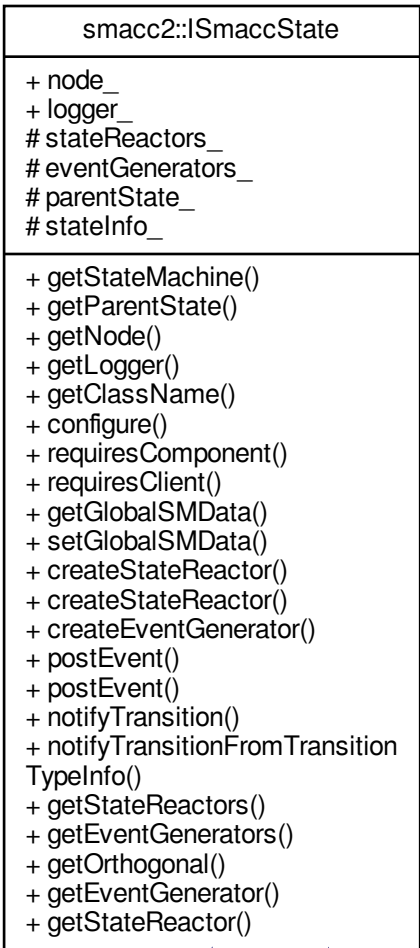 smacc2::ISmaccState
+ node_
+ logger_
# stateReactors_
# eventGenerators_
# parentState_
# stateInfo_
+ getStateMachine()
+ getParentState()
+ getNode()
+ getLogger()
+ getClassName()
+ configure()
+ requiresComponent()
+ requiresClient()
+ getGlobalSMData()
+ setGlobalSMData()
+ createStateReactor()
+ createStateReactor()
+ createEventGenerator()
+ postEvent()
+ postEvent()
+ notifyTransition()
+ notifyTransitionFromTransition
TypeInfo()
+ getStateReactors()
+ getEventGenerators()
+ getOrthogonal()
+ getEventGenerator()
+ getStateReactor()